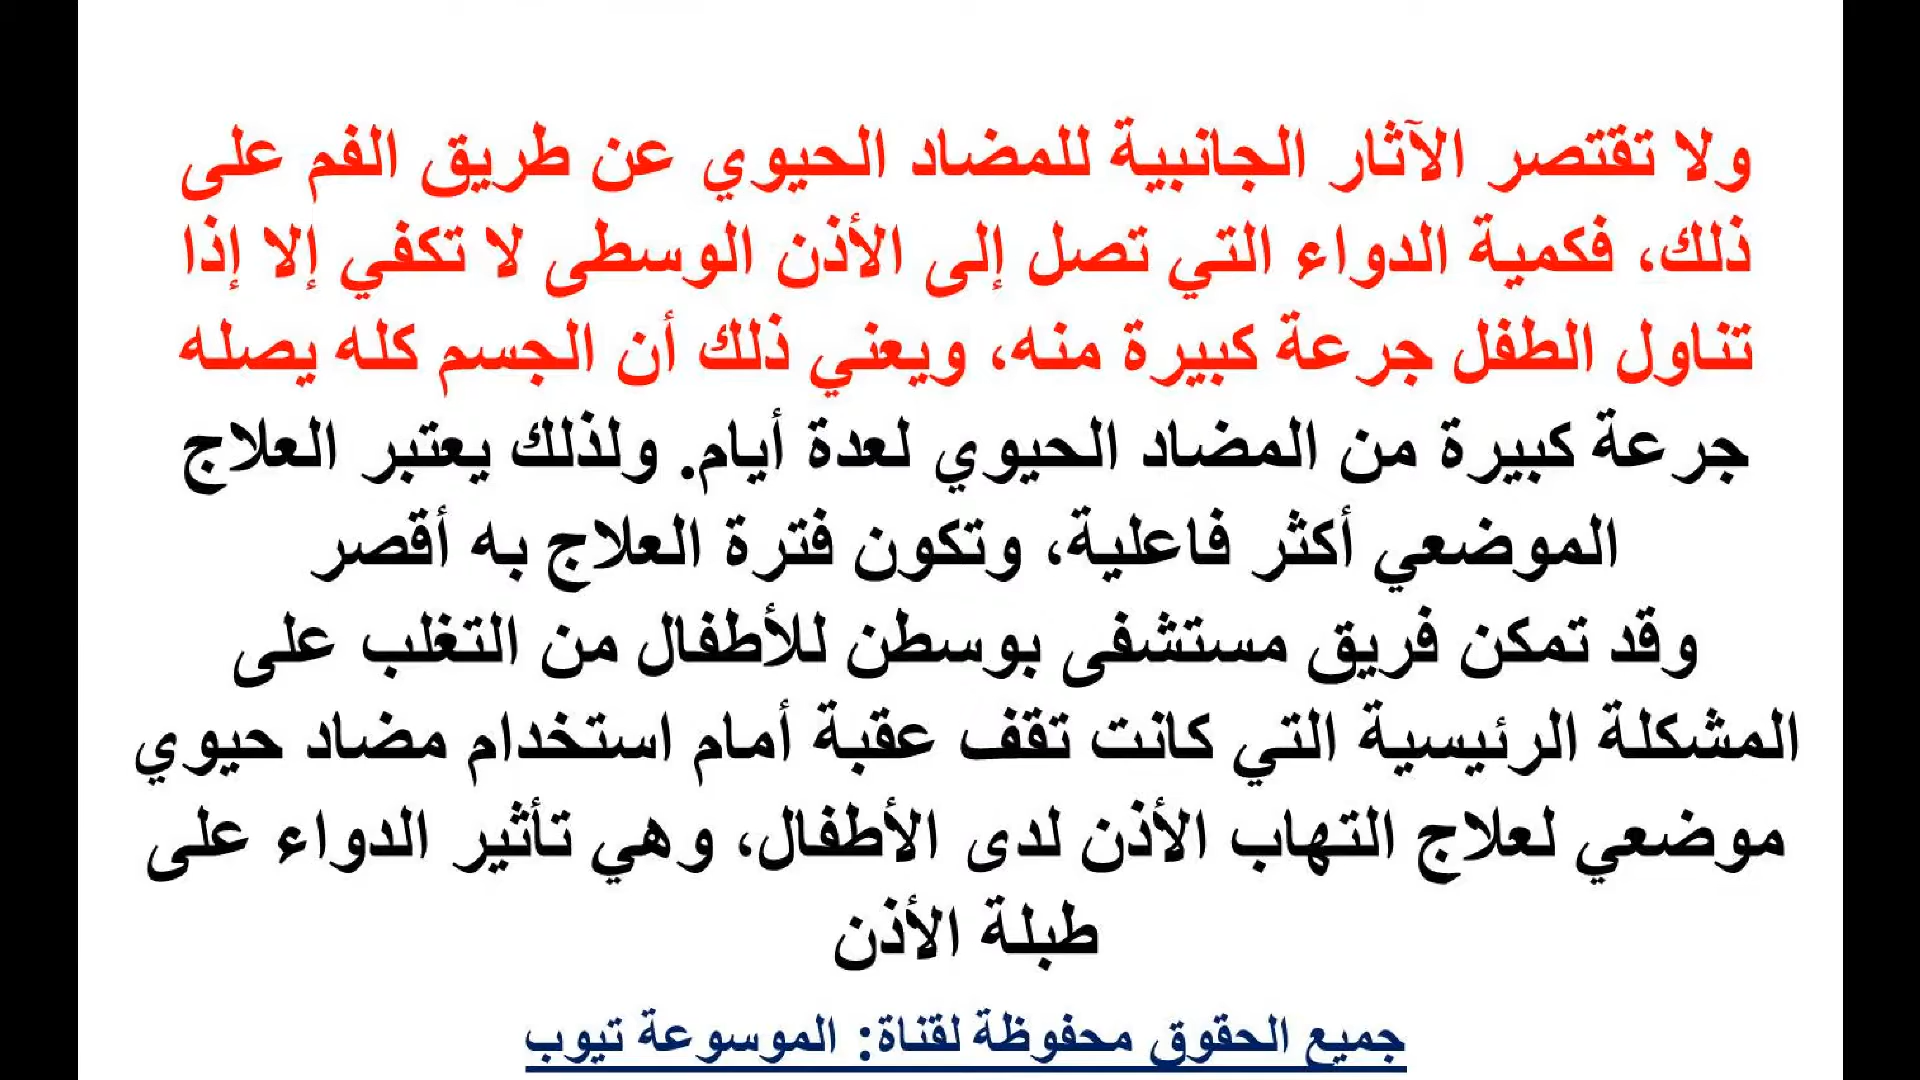 ولا تقتصر الآثار الجانبية للمضاد الحيوي عن طريق الفم على
ذلك، فكمية الدواء التي تصل إلى الأذن الوسطى لا تكفي إلا إذا
تناول الطفل جرعة كبيرة منه، ويعني ذلك أن الجسم كله يصله
جرعة كبيرة من المضاد الحيوي لعدة أيام. ولذلك يعتبر العلاج
الموضعي أكثر فاعلية، وتكون فترة العلاج به أقصر
وقد تمكن فريق مستشفى بوسطن للأطفال من التغلب على
المشكلة الرئيسية التي كانت تقف عقبة أمام استخدام مضاد حيوي
موضعي لعلاج التهاب الأذن لدى الأطفال، وهي تأثير الدواء على
طبلة الأذن
جميع الحقوق محفوظة لقناة: الموسوعة تيوب